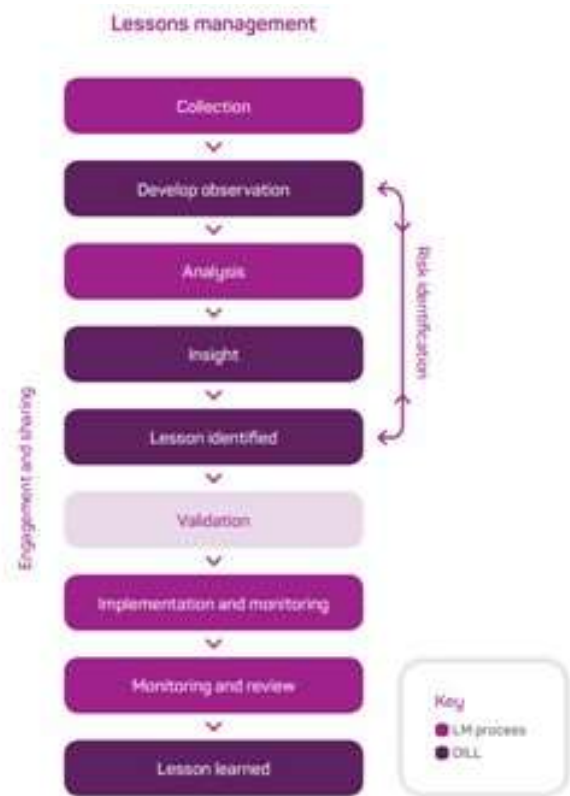 Lessons management
Collection
Develop observation
Analysis
Insight
Lesson identified
Validation
Implementation and monitoring
Monitoring and review
Lesson learned
Risk identification
Engagement and sharing
Key
LM process
OILL